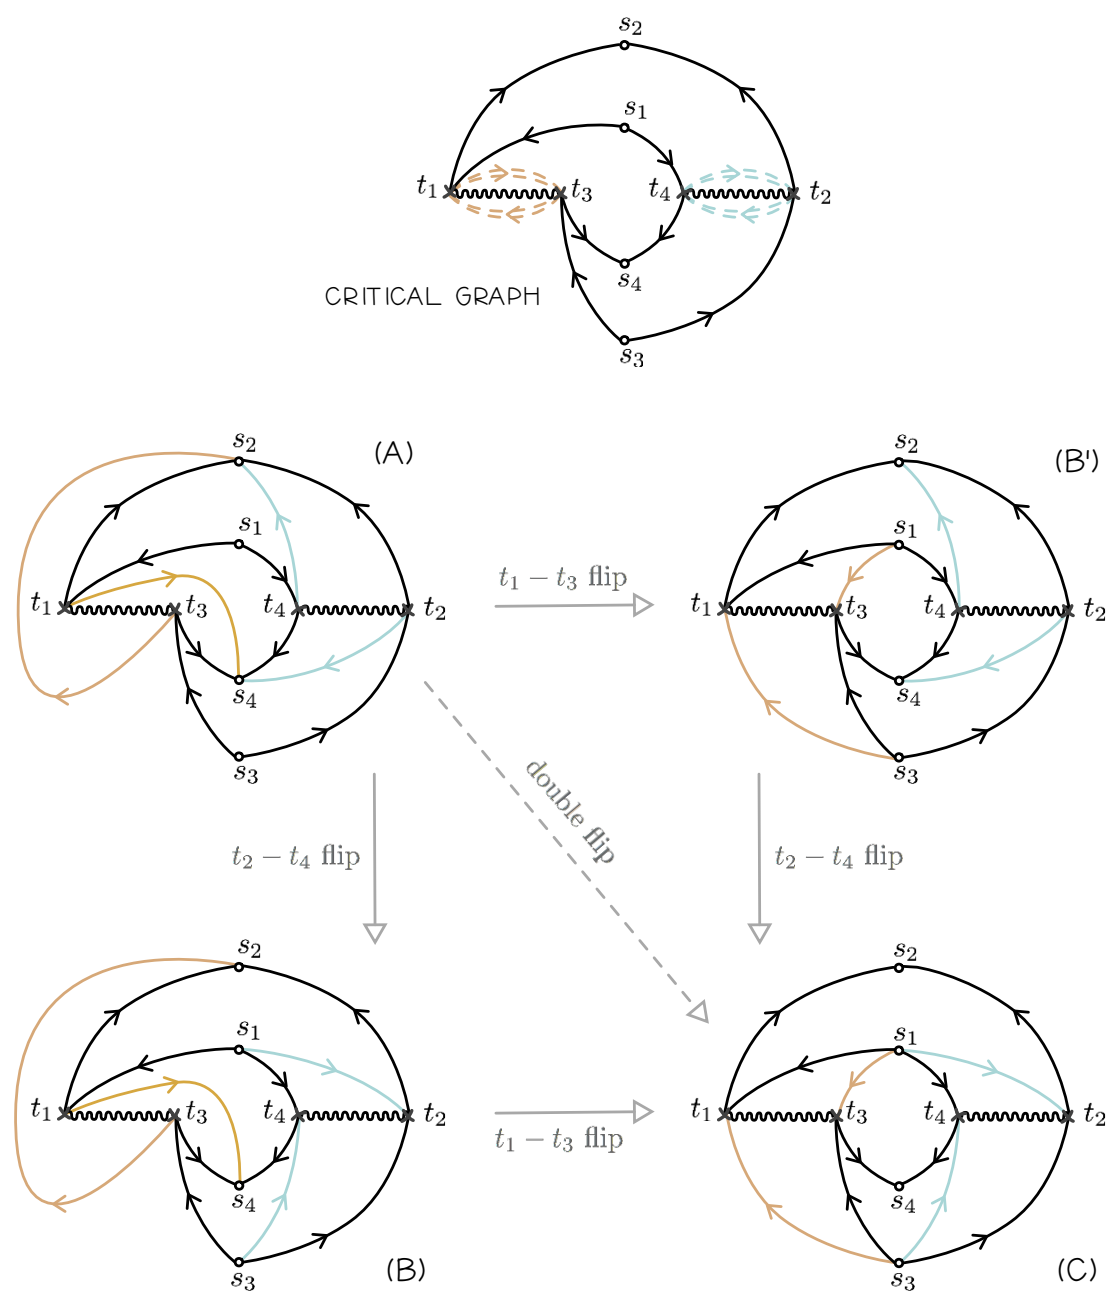 s₂
s₁
t₁ t₃ t₄ t₂
s₄
CRITICAL GRAPH
s₃
s₂ (A)
s₁
t₁ t₃ t₄ t₂
s₄
s₃
t₁ − t₃ flip
s₂ (B')
s₁
t₁ t₃ t₄ t₂
s₄
s₃
t₂ − t₄ flip
double flip
t₂ − t₄ flip
s₂
s₁
t₁ t₃ t₄ t₂
s₄
s₃ (B)
t₁ − t₃ flip
s₂
s₁
t₁ t₃ t₄ t₂
s₄
s₃ (C)